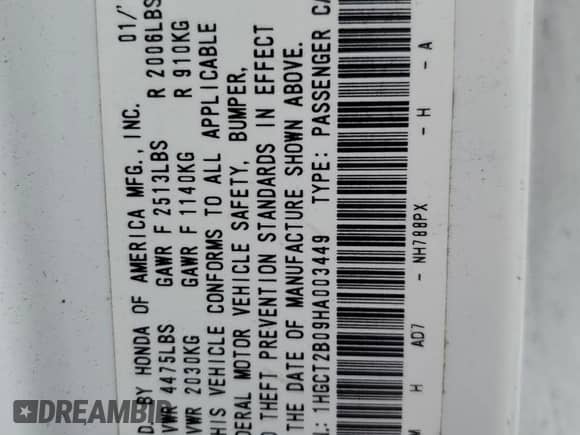 D BY HONDA OF AMERICA MFG., INC. 01/
VWR 4475LBS GAWR F 2513LBS R 2006LBS
VWR 2030KG GAWR F 1140KG R 910KG
HIS VEHICLE CONFORMS TO ALL APPLICABLE
DERAL MOTOR VEHICLE SAFETY, BUMPER,
D THEFT PREVENTION STANDARDS IN EFFECT
THE DATE OF MANUFACTURE SHOWN ABOVE.
.: 1HGCT2B09HA003449 TYPE: PASSENGER CA
M H AD7 - NH788PX - H - A
DREAMBID